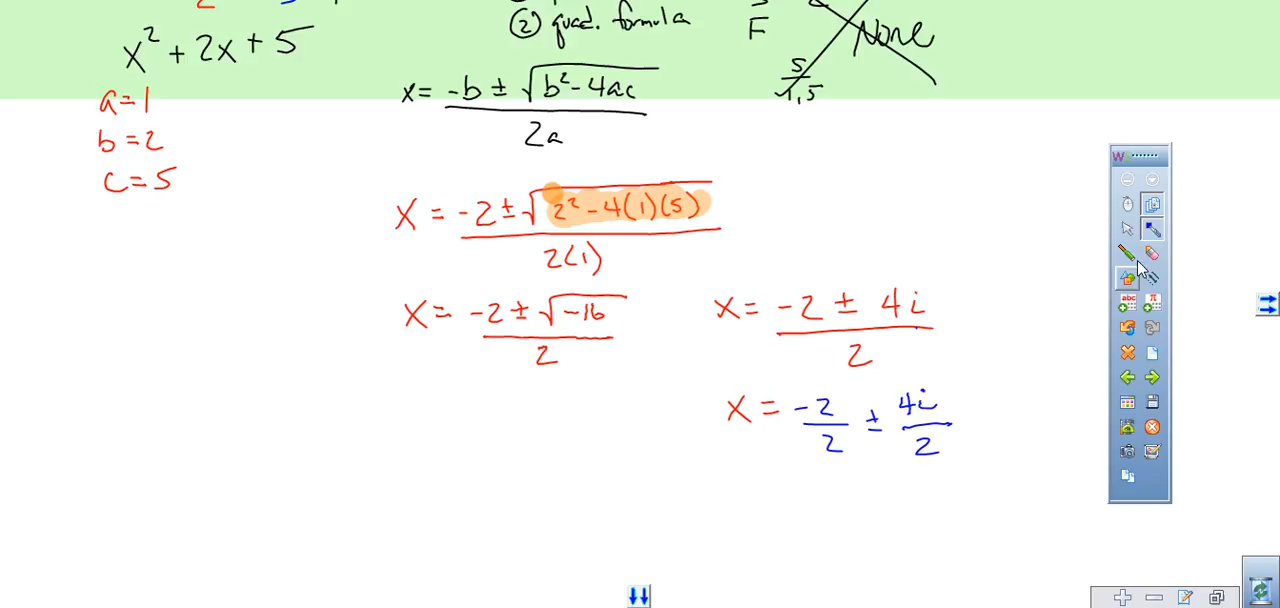 ② quad. formula
x² + 2x + 5
F
None
5
1,5
a=1
b=2
c=5
x= -b ± √b²-4ac
2a
x = -2 ± √2²-4(1)(5)
2(1)
x= -2 ± √-16
2
x= -2 ± 4i
2
x = -2/2 ± 4i/2